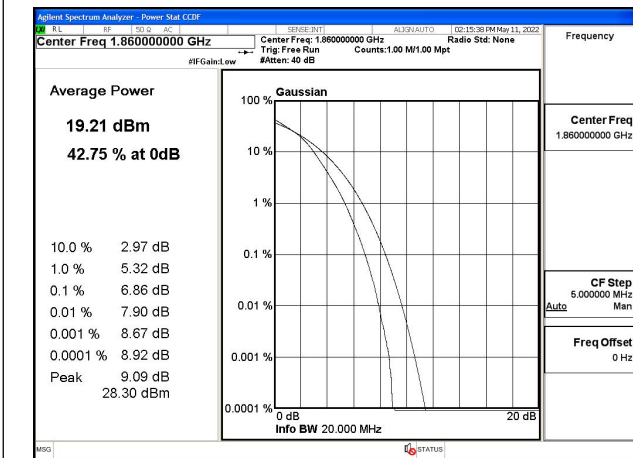 Agilent Spectrum Analyzer - Power Stat CCDF
RL RF 50 Ω AC SENSE:INT ALIGNAUTO 02:15:38 PM May 11, 2022
Center Freq 1.860000000 GHz
Center Freq: 1.860000000 GHz Radio Std: None
Trig: Free Run Counts:1.00 M/1.00 Mpt
#IFGain:Low #Atten: 40 dB
Frequency
Average Power
19.21 dBm
42.75 % at 0dB
10.0 % 2.97 dB
1.0 % 5.32 dB
0.1 % 6.86 dB
0.01 % 7.90 dB
0.001 % 8.67 dB
0.0001 % 8.92 dB
Peak 9.09 dB
28.30 dBm
Gaussian
100 %
10 %
1 %
0.1 %
0.01 %
0.001 %
0.0001 %
0 dB 20 dB
Info BW 20.000 MHz
Center Freq
1.860000000 GHz
CF Step
5.000000 MHz
Auto Man
Freq Offset
0 Hz
MSG STATUS